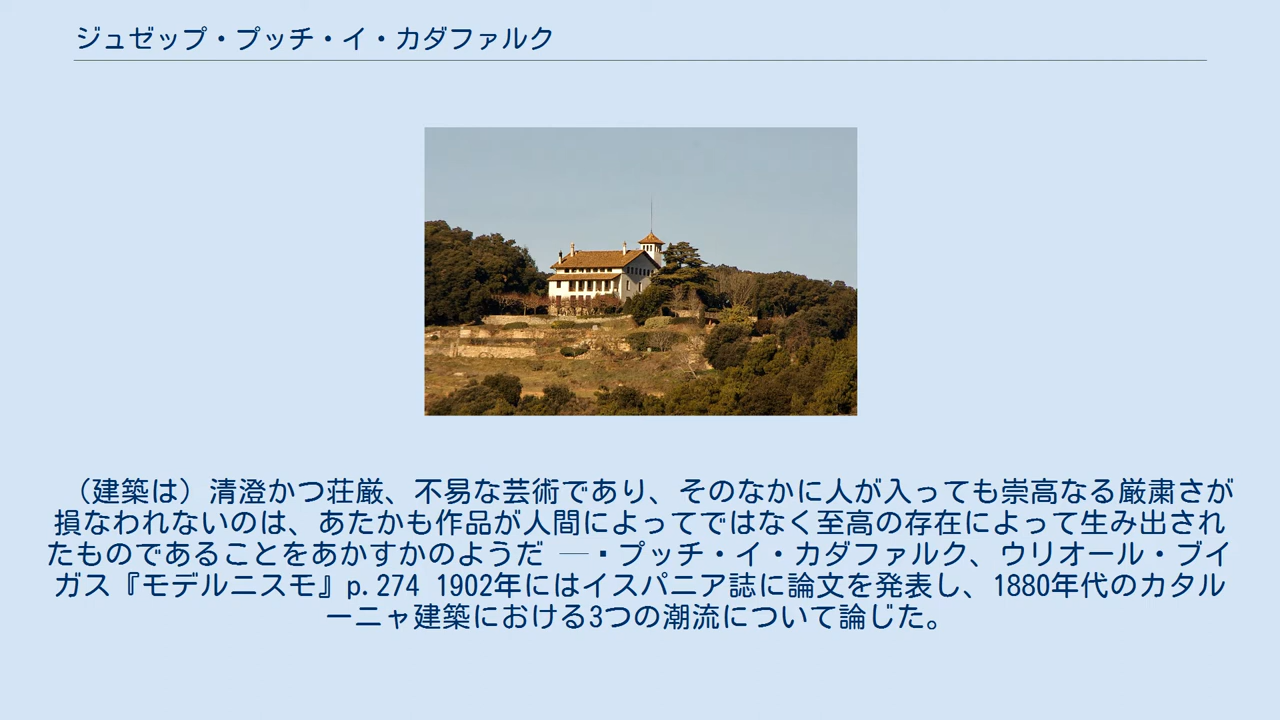 ジュゼップ・プッチ・イ・カダファルク
（建築は）清澄かつ荘厳、不易な芸術であり、そのなかに人が入っても崇高なる厳粛さが
損なわれないのは、あたかも作品が人間によってではなく至高の存在によって生み出され
たものであることをあかすかのようだ ─▪プッチ・イ・カダファルク、ウリオール・ブイ
ガス『モデルニスモ』p.274 1902年にはイスパニア誌に論文を発表し、1880年代のカタル
ーニャ建築における3つの潮流について論じた。